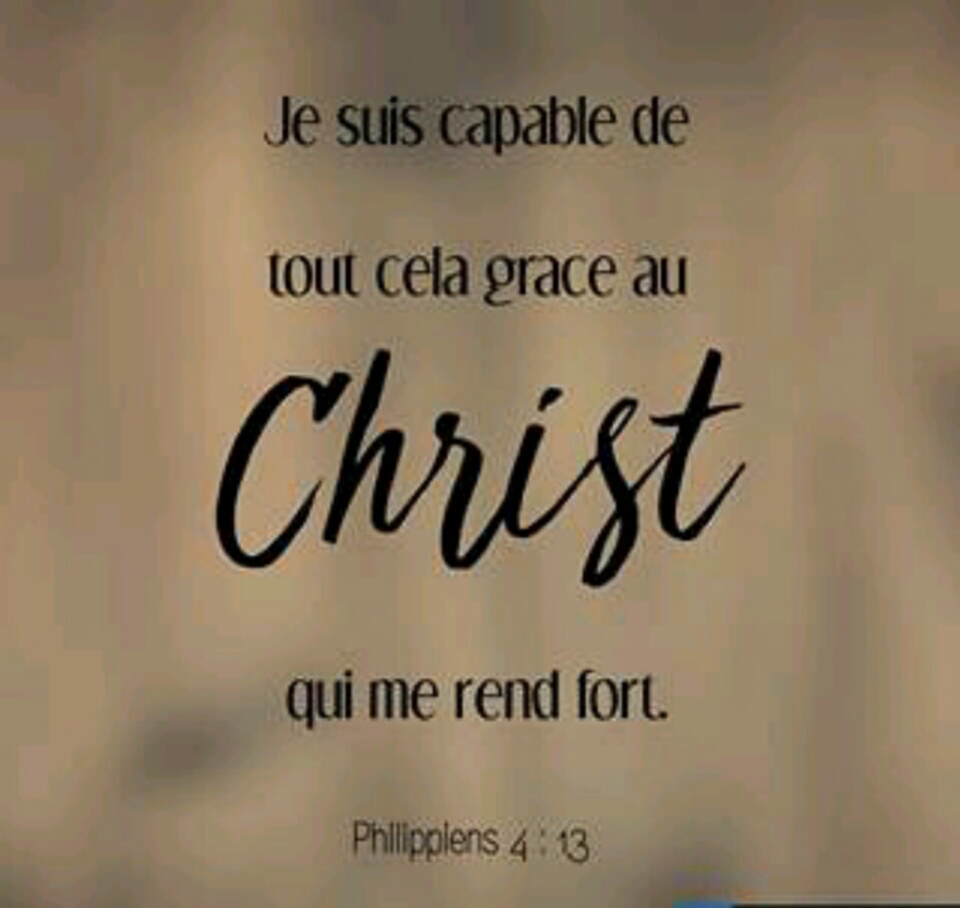 Je suis capable de
tout cela grace au
Christ
qui me rend fort.
Philippiens 4 : 13